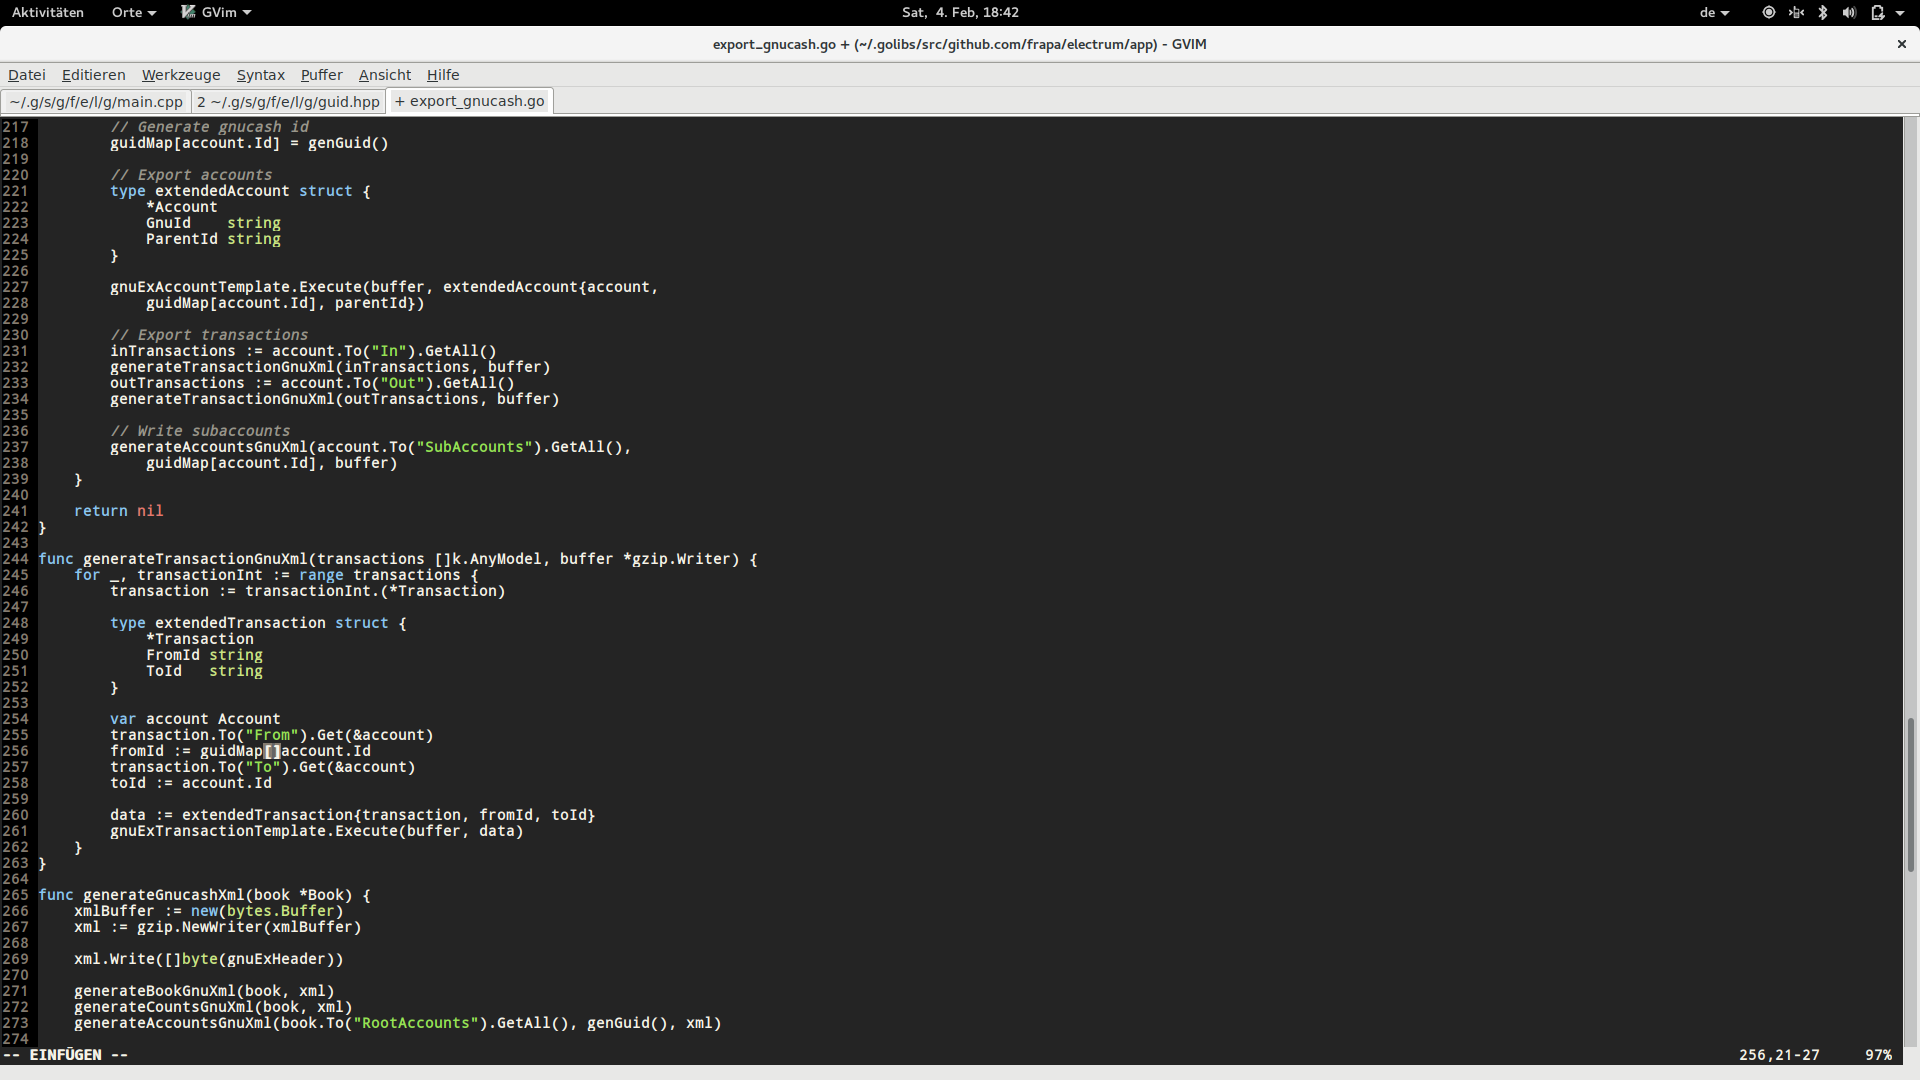 Aktivitäten Orte GVim Sat, 4. Feb, 18:42 de
export_gnucash.go + (~/.golibs/src/github.com/frapa/electrum/app) - GVIM
Datei Editieren Werkzeuge Syntax Puffer Ansicht Hilfe
~/.g/s/g/f/e/l/g/main.cpp 2 ~/.g/s/g/f/e/l/g/guid.hpp + export_gnucash.go
217         // Generate gnucash id
218         guidMap[account.Id] = genGuid()
219
220         // Export accounts
221         type extendedAccount struct {
222             *Account
223             GnuId    string
224             ParentId string
225         }
226
227         gnuExAccountTemplate.Execute(buffer, extendedAccount{account,
228             guidMap[account.Id], parentId})
229
230         // Export transactions
231         inTransactions := account.To("In").GetAll()
232         generateTransactionGnuXml(inTransactions, buffer)
233         outTransactions := account.To("Out").GetAll()
234         generateTransactionGnuXml(outTransactions, buffer)
235
236         // Write subaccounts
237         generateAccountsGnuXml(account.To("SubAccounts").GetAll(),
238             guidMap[account.Id], buffer)
239     }
240
241     return nil
242 }
243
244 func generateTransactionGnuXml(transactions []k.AnyModel, buffer *gzip.Writer) {
245     for _, transactionInt := range transactions {
246         transaction := transactionInt.(*Transaction)
247
248         type extendedTransaction struct {
249             *Transaction
250             FromId string
251             ToId   string
252         }
253
254         var account Account
255         transaction.To("From").Get(&account)
256         fromId := guidMap[]account.Id
257         transaction.To("To").Get(&account)
258         toId := account.Id
259
260         data := extendedTransaction{transaction, fromId, toId}
261         gnuExTransactionTemplate.Execute(buffer, data)
262     }
263 }
264
265 func generateGnucashXml(book *Book) {
266     xmlBuffer := new(bytes.Buffer)
267     xml := gzip.NewWriter(xmlBuffer)
268
269     xml.Write([]byte(gnuExHeader))
270
271     generateBookGnuXml(book, xml)
272     generateCountsGnuXml(book, xml)
273     generateAccountsGnuXml(book.To("RootAccounts").GetAll(), genGuid(), xml)
274
-- EINFÜGEN -- 256,21-27 97%